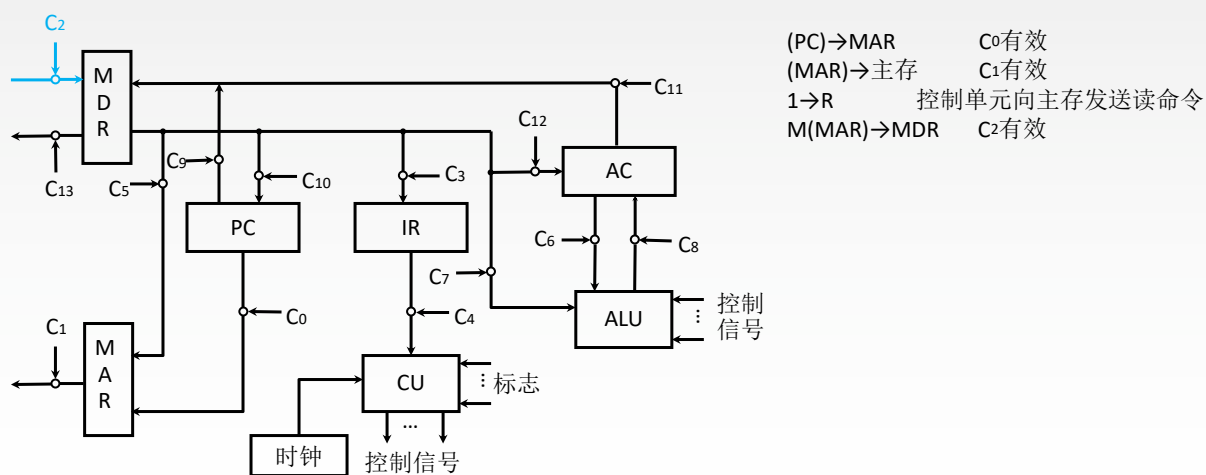 C2
M
D
R
C13
C5
C9
C10
C3
C11
C12
AC
PC
IR
C6
C8
C7
C0
C4
ALU
控制
信号
⋮
C1
M
A
R
CU
⋮
标志
时钟
...
控制信号
(PC)→MAR C0有效
(MAR)→主存 C1有效
1→R 控制单元向主存发送读命令
M(MAR)→MDR C2有效